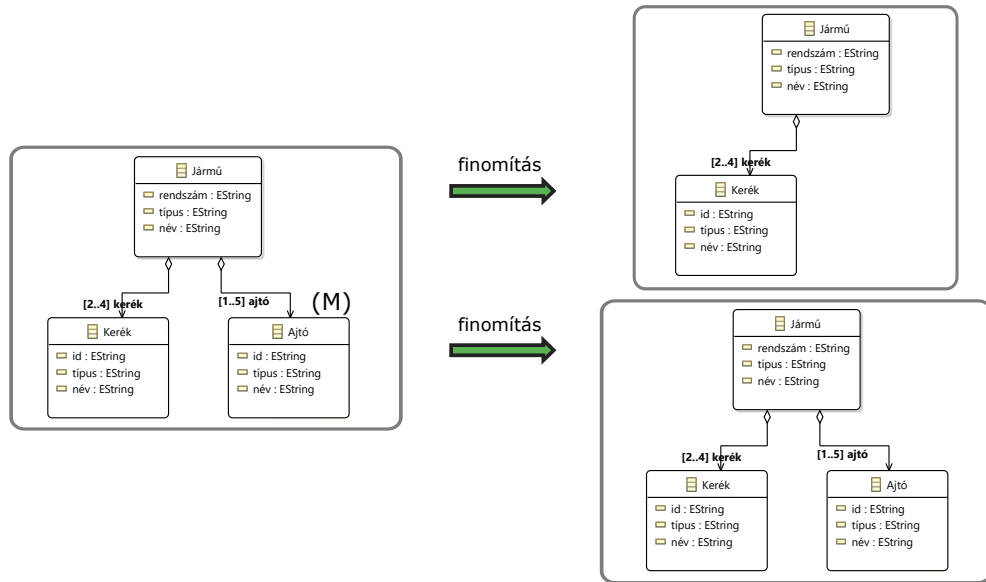 Jármű
rendszám : EString
típus : EString
név : EString
[2..4] kerék
[1..5] ajtó
(M)
Kerék
id : EString
típus : EString
név : EString
Ajtó
id : EString
típus : EString
név : EString
finomítás
finomítás
Jármű
rendszám : EString
típus : EString
név : EString
[2..4] kerék
Kerék
id : EString
típus : EString
név : EString
Jármű
rendszám : EString
típus : EString
név : EString
[2..4] kerék
[1..5] ajtó
Kerék
id : EString
típus : EString
név : EString
Ajtó
id : EString
típus : EString
név : EString